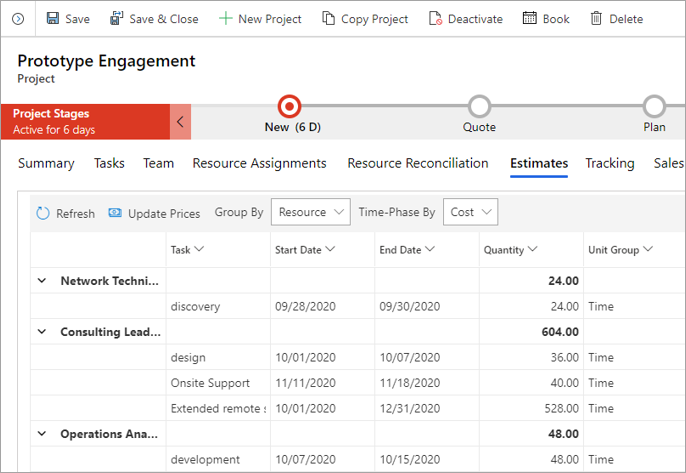 Save Save & Close New Project Copy Project Deactivate Book Delete
Prototype Engagement
Project
Project Stages
Active for 6 days
New (6 D) Quote Plan
Summary Tasks Team Resource Assignments Resource Reconciliation Estimates Tracking Sales
Refresh Update Prices Group By Resource Time-Phase By Cost
Task Start Date End Date Quantity Unit Group
Network Techni... 24.00
discovery 09/28/2020 09/30/2020 24.00 Time
Consulting Lead... 604.00
design 10/01/2020 10/07/2020 36.00 Time
Onsite Support 11/11/2020 11/18/2020 40.00 Time
Extended remote s 10/01/2020 12/31/2020 528.00 Time
Operations Ana... 48.00
development 10/07/2020 10/15/2020 48.00 Time